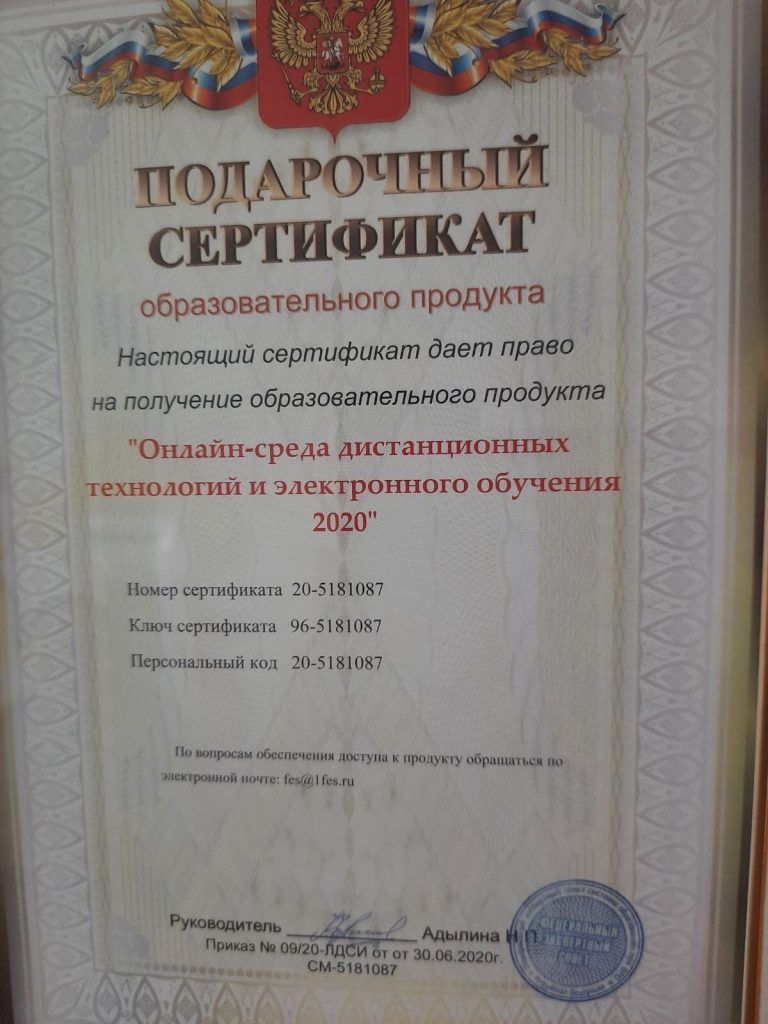 ПОДАРОЧНЫЙ
СЕРТИФИКАТ
образовательного продукта
Настоящий сертификат дает право
на получение образовательного продукта
"Онлайн-среда дистанционных
технологий и электронного обучения
2020"
Номер сертификата 20-5181087
Ключ сертификата 96-5181087
Персональный код 20-5181087
По вопросам обеспечения доступа к продукту обращаться по
электронной почте: fes@1fes.ru
Руководитель Адылина Н.П.
Приказ № 09/20-ЛДСИ от от 30.06.2020г.
СМ-5181087
ФЕДЕРАЛЬНЫЙ
ЭКСПЕРТНЫЙ
СОВЕТ